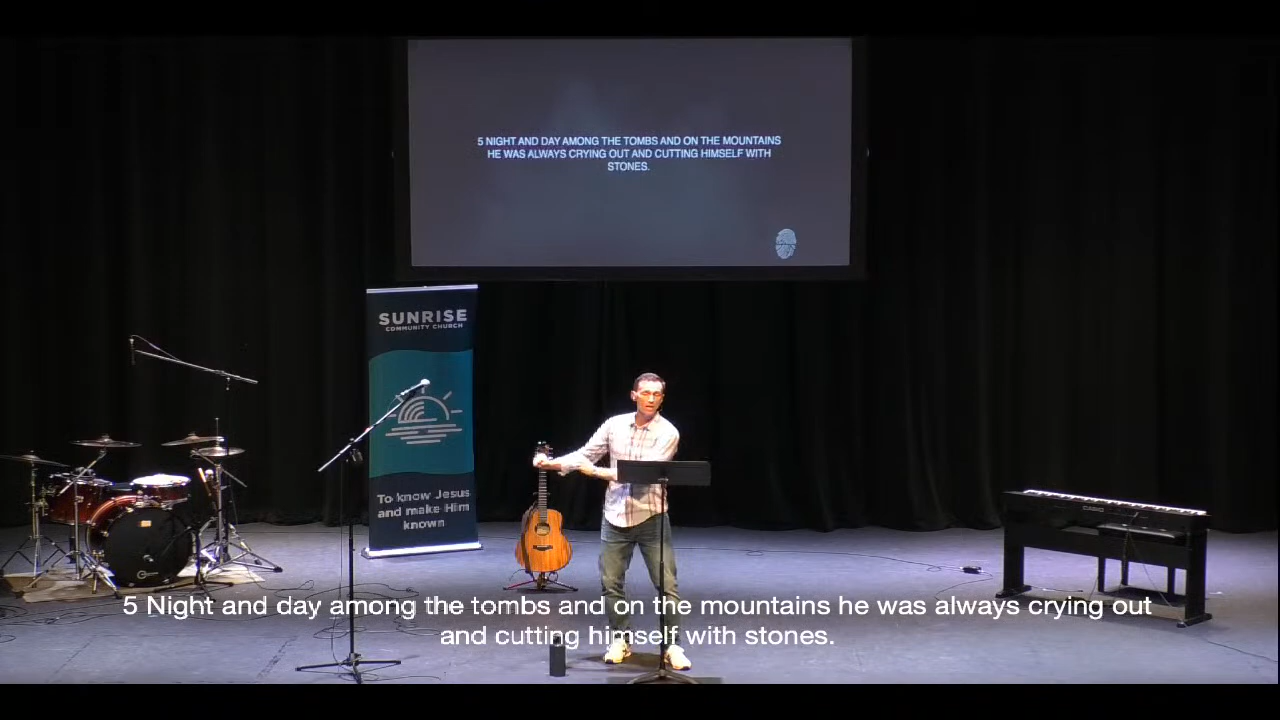 5 NIGHT AND DAY AMONG THE TOMBS AND ON THE MOUNTAINS
HE WAS ALWAYS CRYING OUT AND CUTTING HIMSELF WITH
STONES.
SUNRISE
COMMUNITY CHURCH
To know Jesus
and make Him
known
CASIO
5 Night and day among the tombs and on the mountains he was always crying out
and cutting himself with stones.